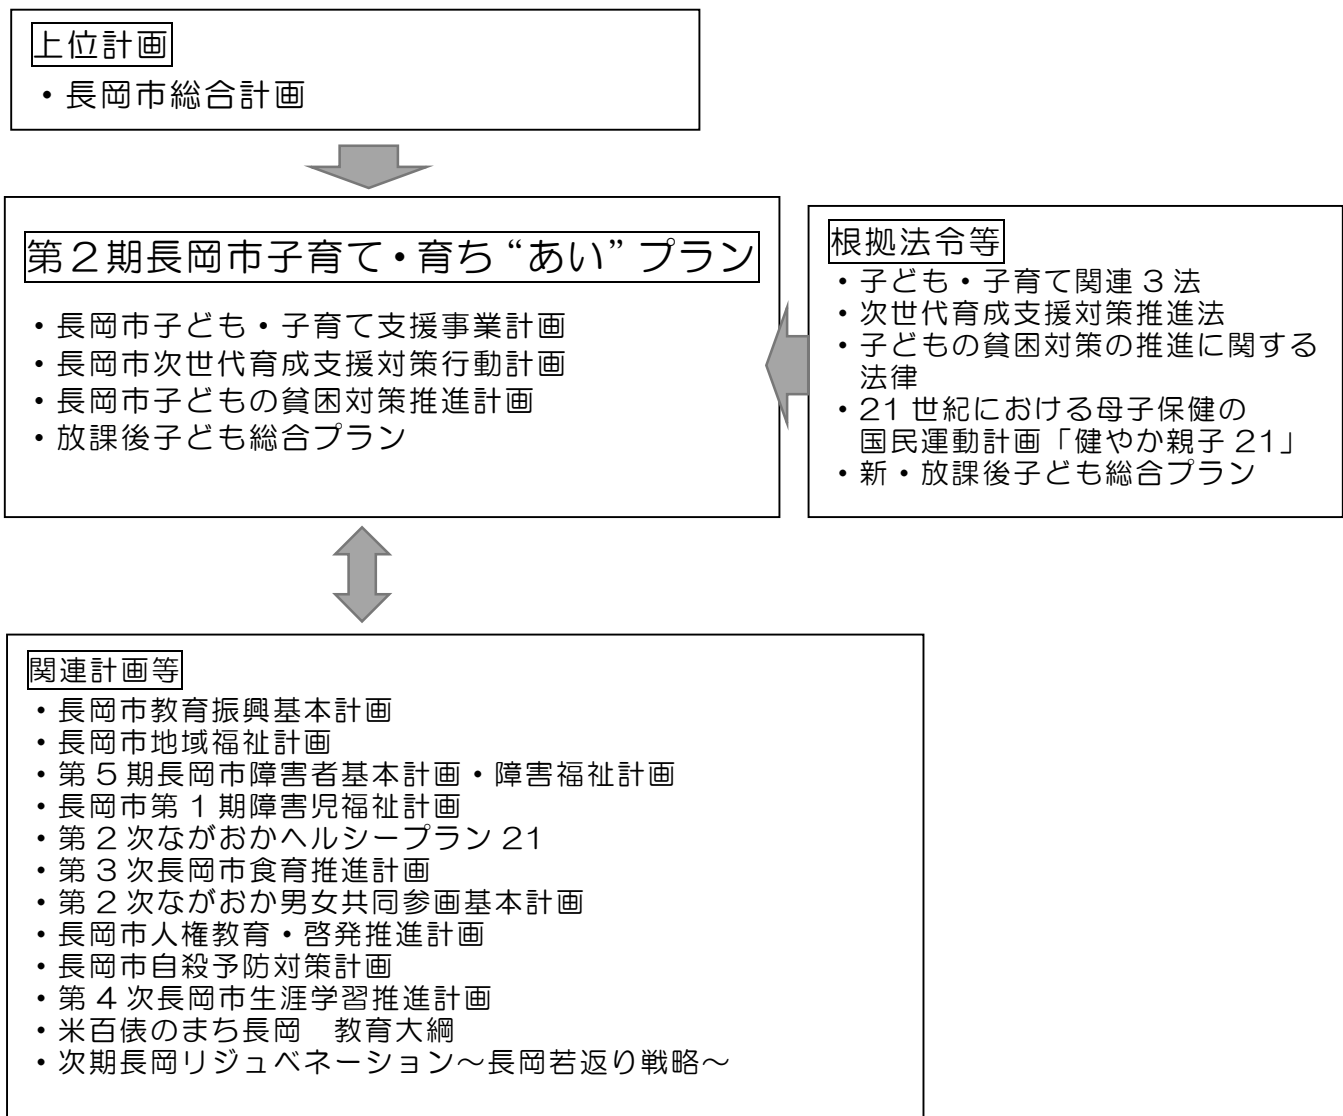 上位計画
・長岡市総合計画
第２期長岡市子育て・育ち“あい”プラン
・長岡市子ども・子育て支援事業計画
・長岡市次世代育成支援対策行動計画
・長岡市子どもの貧困対策推進計画
・放課後子ども総合プラン
根拠法令等
・子ども・子育て関連３法
・次世代育成支援対策推進法
・子どもの貧困対策の推進に関する
法律
・21世紀における母子保健の
国民運動計画「健やか親子21」
・新・放課後子ども総合プラン
関連計画等
・長岡市教育振興基本計画
・長岡市地域福祉計画
・第５期長岡市障害者基本計画・障害福祉計画
・長岡市第１期障害児福祉計画
・第２次ながおかヘルシープラン21
・第３次長岡市食育推進計画
・第２次ながおか男女共同参画基本計画
・長岡市人権教育・啓発推進計画
・長岡市自殺予防対策計画
・第４次長岡市生涯学習推進計画
・米百俵のまち長岡　教育大綱
・次期長岡リジュベネーション～長岡若返り戦略～